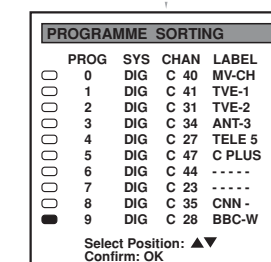 PROGRAMME SORTING
PROG SYS CHAN LABEL
0 DIG C 40 MV-CH
1 DIG C 41 TVE-1
2 DIG C 31 TVE-2
3 DIG C 34 ANT-3
4 DIG C 27 TELE 5
5 DIG C 47 C PLUS
6 DIG C 44 - - - - -
7 DIG C 23 - - - - -
8 DIG C 35 CNN -
9 DIG C 28 BBC-W
Select Position: ▲▼
Confirm: OK